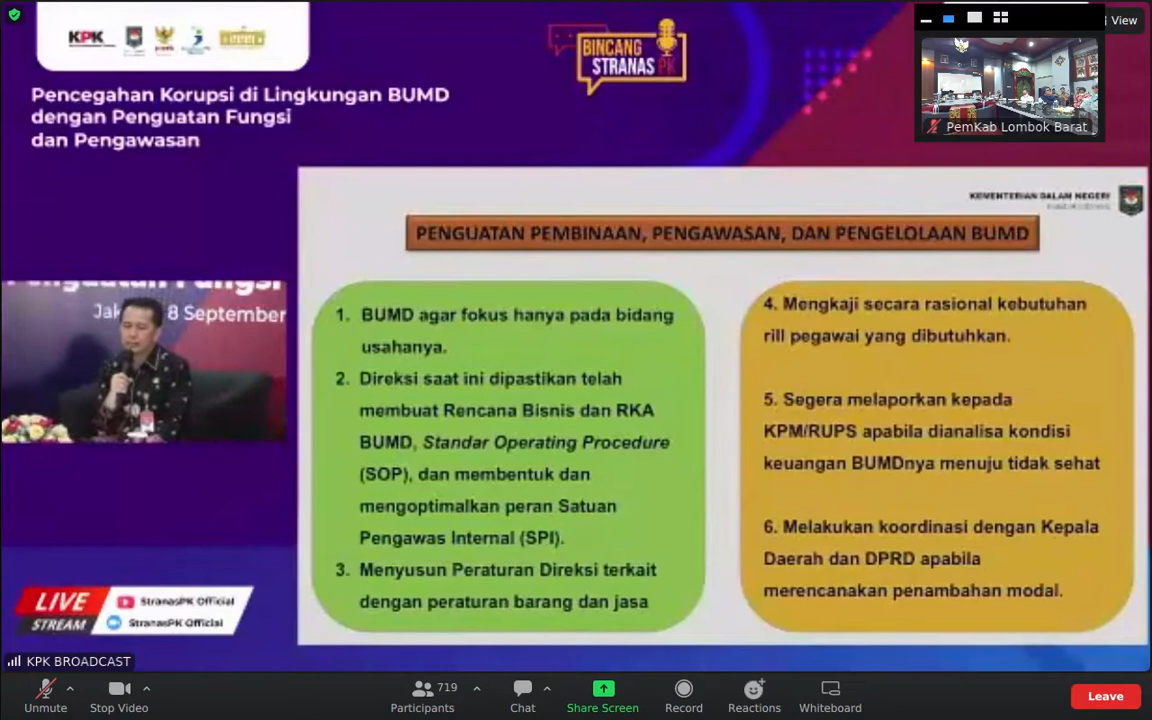 View
KPK
BINCANG
STRANAS PK
Pencegahan Korupsi di Lingkungan BUMD
dengan Penguatan Fungsi
dan Pengawasan
PemKab Lombok Barat
KEMENTERIAN DALAM NEGERI
PENGUATAN PEMBINAAN, PENGAWASAN, DAN PENGELOLAAN BUMD
1. BUMD agar fokus hanya pada bidang
usahanya.
2. Direksi saat ini dipastikan telah
membuat Rencana Bisnis dan RKA
BUMD, Standar Operating Procedure
(SOP), dan membentuk dan
mengoptimalkan peran Satuan
Pengawas Internal (SPI).
3. Menyusun Peraturan Direksi terkait
dengan peraturan barang dan jasa
4. Mengkaji secara rasional kebutuhan
rill pegawai yang dibutuhkan.
5. Segera melaporkan kepada
KPM/RUPS apabila dianalisa kondisi
keuangan BUMDnya menuju tidak sehat
6. Melakukan koordinasi dengan Kepala
Daerah dan DPRD apabila
merencanakan penambahan modal.
Penguatan Fungsi
8 September
LIVE
STREAM
StranasPK Official
StranasPK Official
KPK BROADCAST
Unmute
Stop Video
719
Participants
Chat
Share Screen
Record
Reactions
Whiteboard
Leave